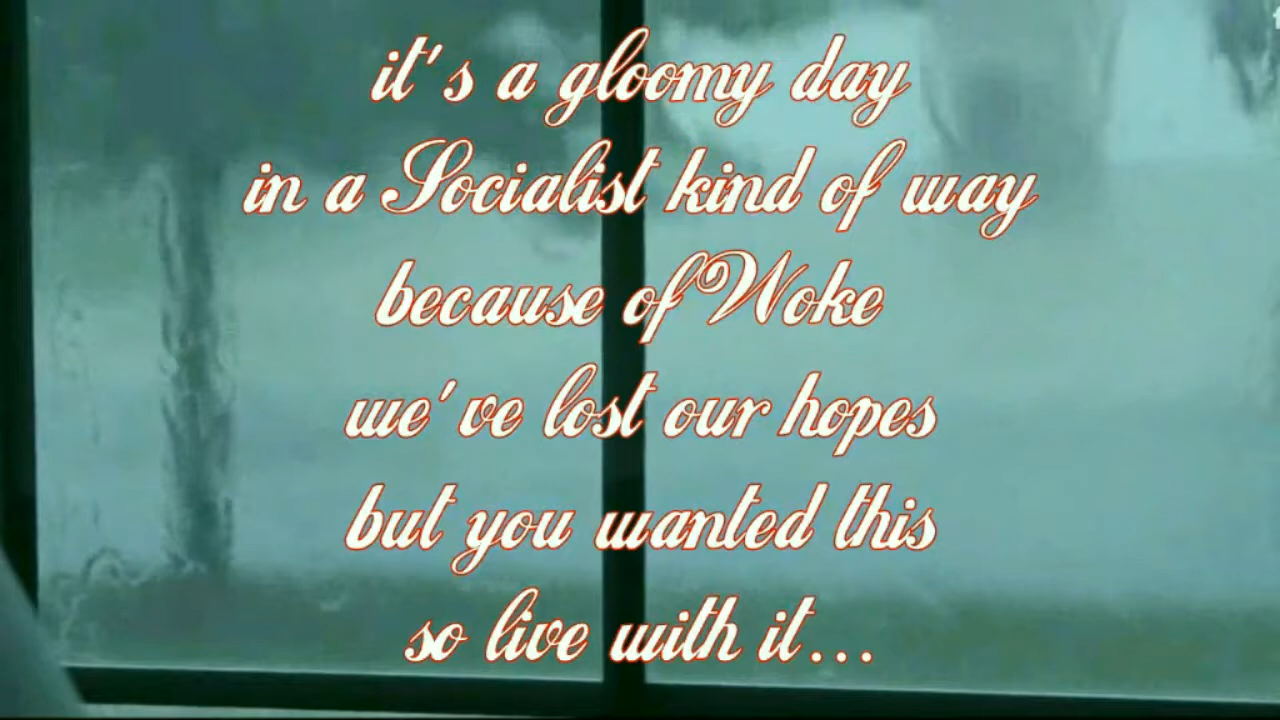 it's a gloomy day
in a Socialist kind of way
because of Woke
we've lost our hopes
but you wanted this
so live with it...